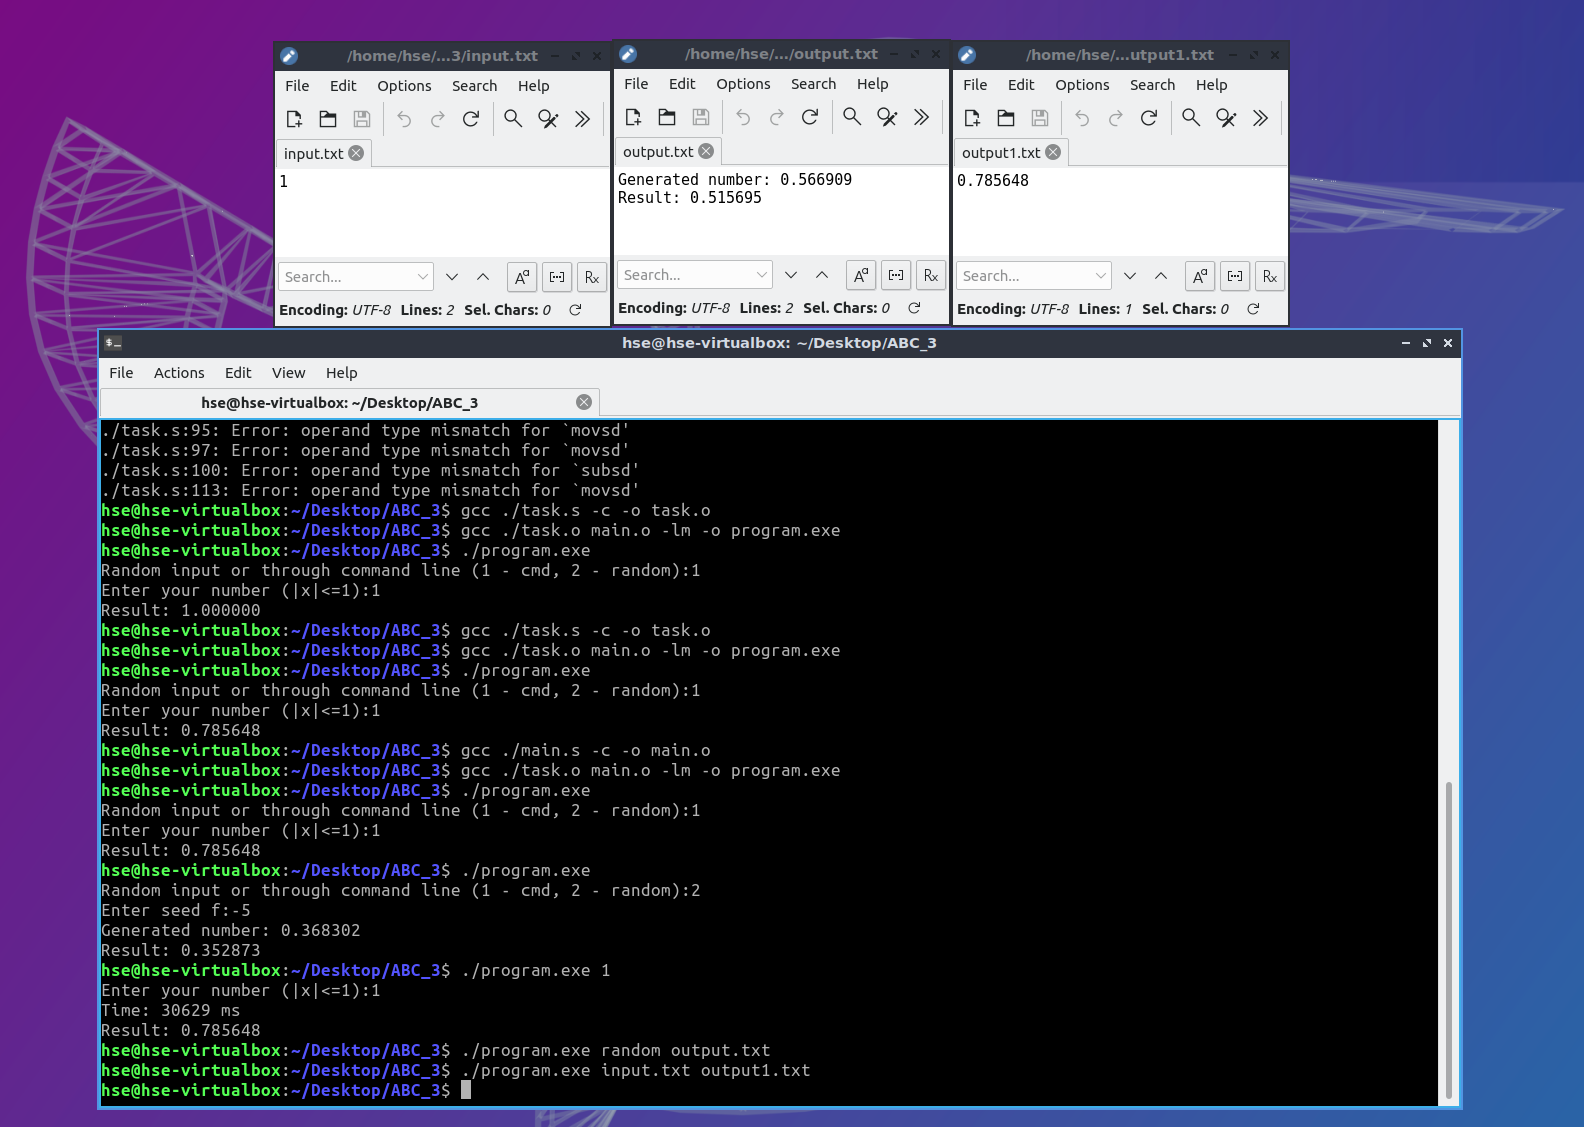 /home/hse/...3/input.txt
File Edit Options Search Help
input.txt
1
Search...
Aa Rx
Encoding: UTF-8 Lines: 2 Sel. Chars: 0
/home/hse/.../output.txt
File Edit Options Search Help
output.txt
Generated number: 0.566909
Result: 0.515695
Search...
Aa Rx
Encoding: UTF-8 Lines: 2 Sel. Chars: 0
/home/hse/...utput1.txt
File Edit Options Search Help
output1.txt
0.785648
Search...
Aa Rx
Encoding: UTF-8 Lines: 1 Sel. Chars: 0
hse@hse-virtualbox: ~/Desktop/ABC_3
File Actions Edit View Help
hse@hse-virtualbox: ~/Desktop/ABC_3
./task.s:95: Error: operand type mismatch for `movsd'
./task.s:97: Error: operand type mismatch for `movsd'
./task.s:100: Error: operand type mismatch for `subsd'
./task.s:113: Error: operand type mismatch for `movsd'
hse@hse-virtualbox:~/Desktop/ABC_3$ gcc ./task.s -c -o task.o
hse@hse-virtualbox:~/Desktop/ABC_3$ gcc ./task.o main.o -lm -o program.exe
hse@hse-virtualbox:~/Desktop/ABC_3$ ./program.exe
Random input or through command line (1 - cmd, 2 - random):1
Enter your number (|x|<=1):1
Result: 1.000000
hse@hse-virtualbox:~/Desktop/ABC_3$ gcc ./task.s -c -o task.o
hse@hse-virtualbox:~/Desktop/ABC_3$ gcc ./task.o main.o -lm -o program.exe
hse@hse-virtualbox:~/Desktop/ABC_3$ ./program.exe
Random input or through command line (1 - cmd, 2 - random):1
Enter your number (|x|<=1):1
Result: 0.785648
hse@hse-virtualbox:~/Desktop/ABC_3$ gcc ./main.s -c -o main.o
hse@hse-virtualbox:~/Desktop/ABC_3$ gcc ./task.o main.o -lm -o program.exe
hse@hse-virtualbox:~/Desktop/ABC_3$ ./program.exe
Random input or through command line (1 - cmd, 2 - random):1
Enter your number (|x|<=1):1
Result: 0.785648
hse@hse-virtualbox:~/Desktop/ABC_3$ ./program.exe
Random input or through command line (1 - cmd, 2 - random):2
Enter seed f:-5
Generated number: 0.368302
Result: 0.352873
hse@hse-virtualbox:~/Desktop/ABC_3$ ./program.exe 1
Enter your number (|x|<=1):1
Time: 30629 ms
Result: 0.785648
hse@hse-virtualbox:~/Desktop/ABC_3$ ./program.exe random output.txt
hse@hse-virtualbox:~/Desktop/ABC_3$ ./program.exe input.txt output1.txt
hse@hse-virtualbox:~/Desktop/ABC_3$